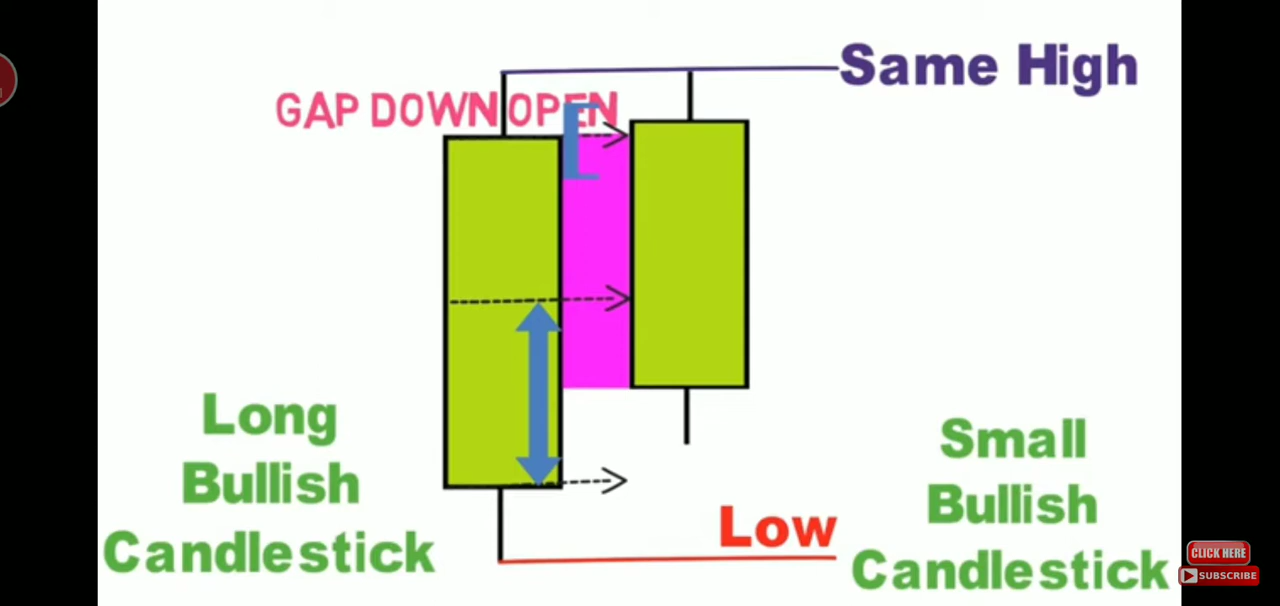 Same High
GAP DOWN OPEN
Long
Bullish
Candlestick
Small
Bullish
Candlestick
Low
CLICK HERE
SUBSCRIBE